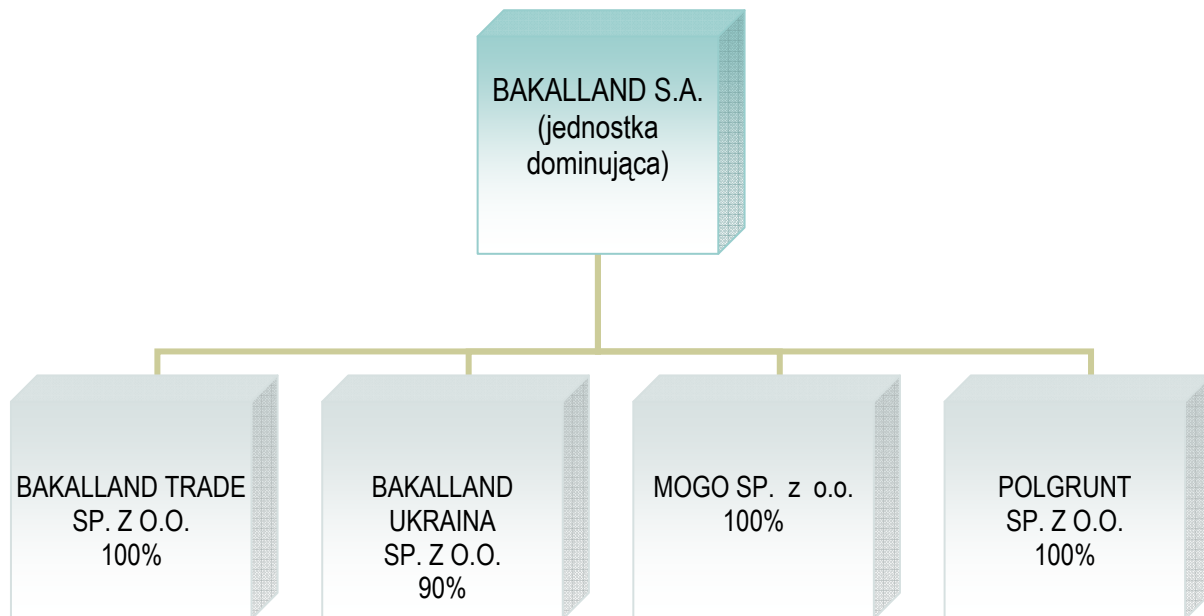 BAKALLAND S.A.
(jednostka
dominująca)
BAKALLAND TRADE
SP. Z O.O.
100%
BAKALLAND
UKRAINA
SP. Z O.O.
90%
MOGO SP. z o.o.
100%
POLGRUNT
SP. Z O.O.
100%